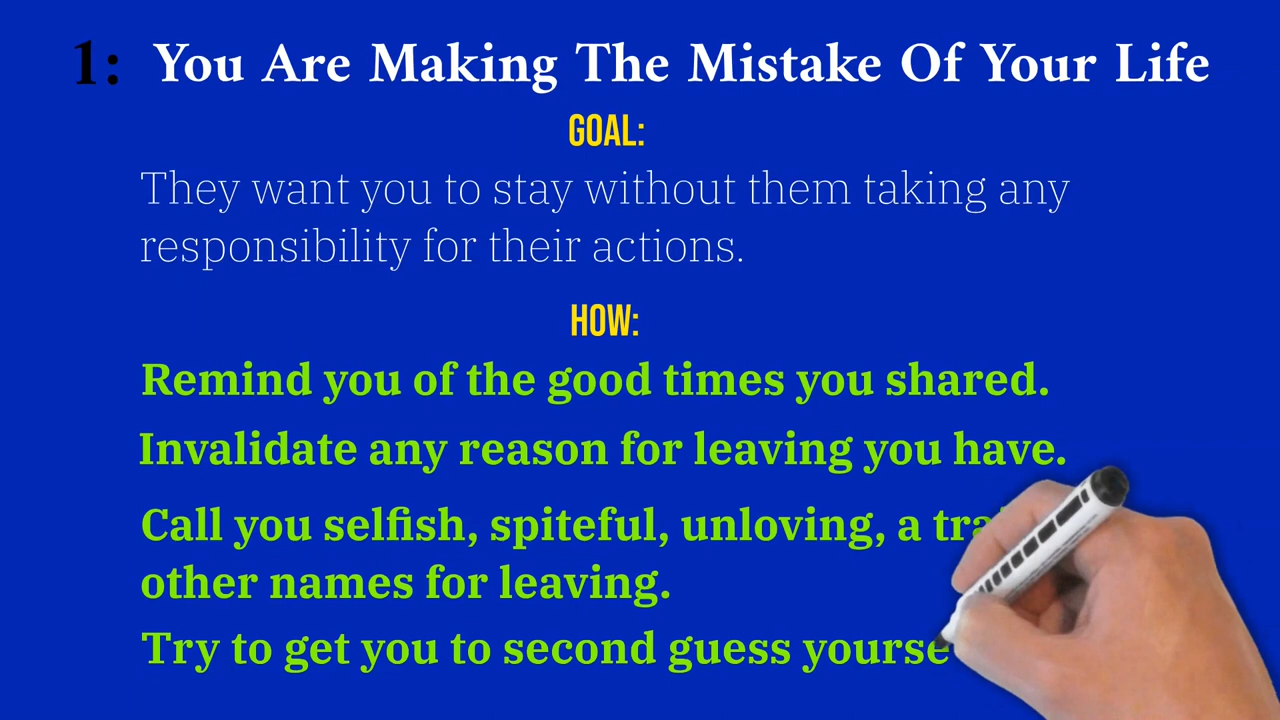 1: You Are Making The Mistake Of Your Life
GOAL:
They want you to stay without them taking any
responsibility for their actions.
HOW:
Remind you of the good times you shared.
Invalidate any reason for leaving you have.
Call you selfish, spiteful, unloving, a
other names for leaving.
Try to get you to second guess